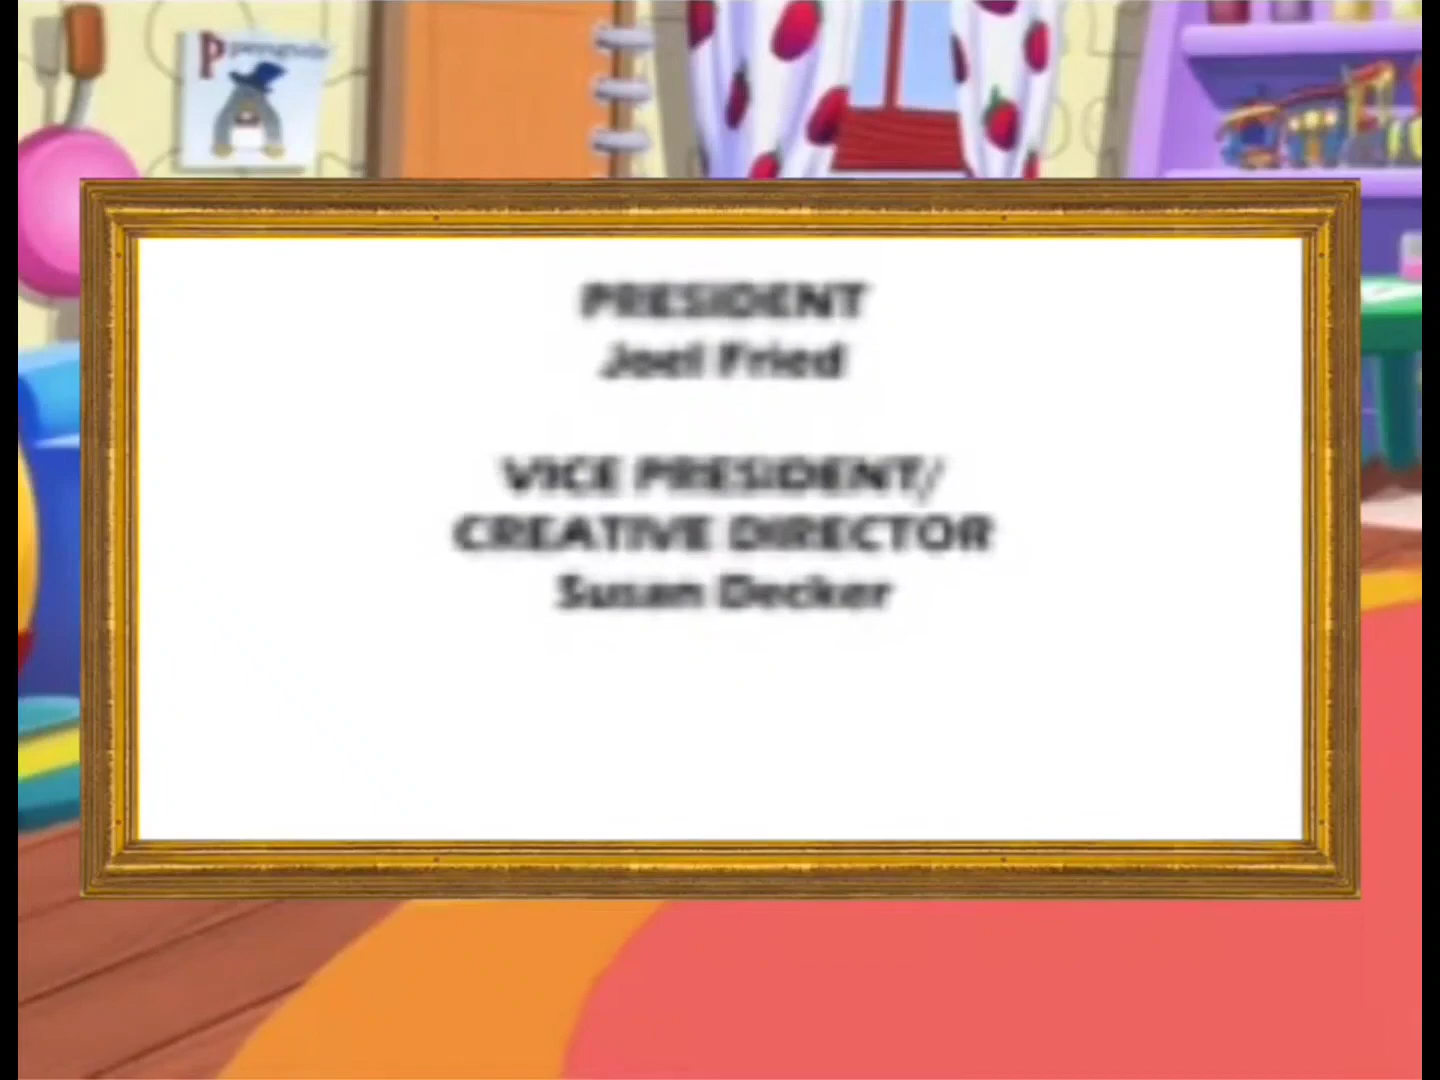 PRESIDENT
Joel Fried
VICE PRESIDENT/
CREATIVE DIRECTOR
Susan Decker